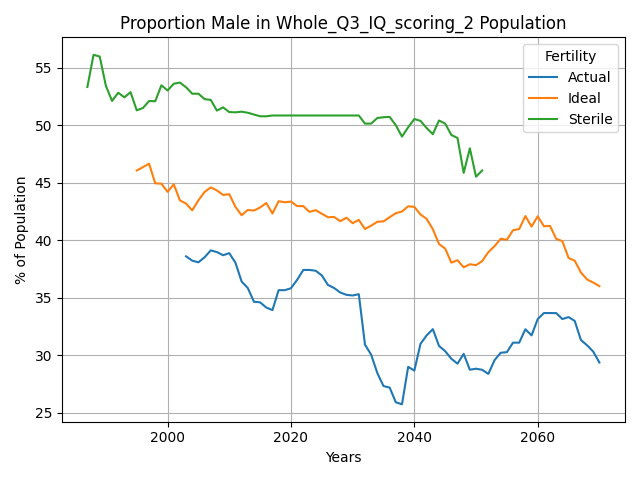 Proportion Male in Whole_Q3_IQ_scoring_2 Population
Fertility
Actual
Ideal
Sterile
% of Population
55
50
45
40
35
30
25
2000
2020
2040
2060
Years